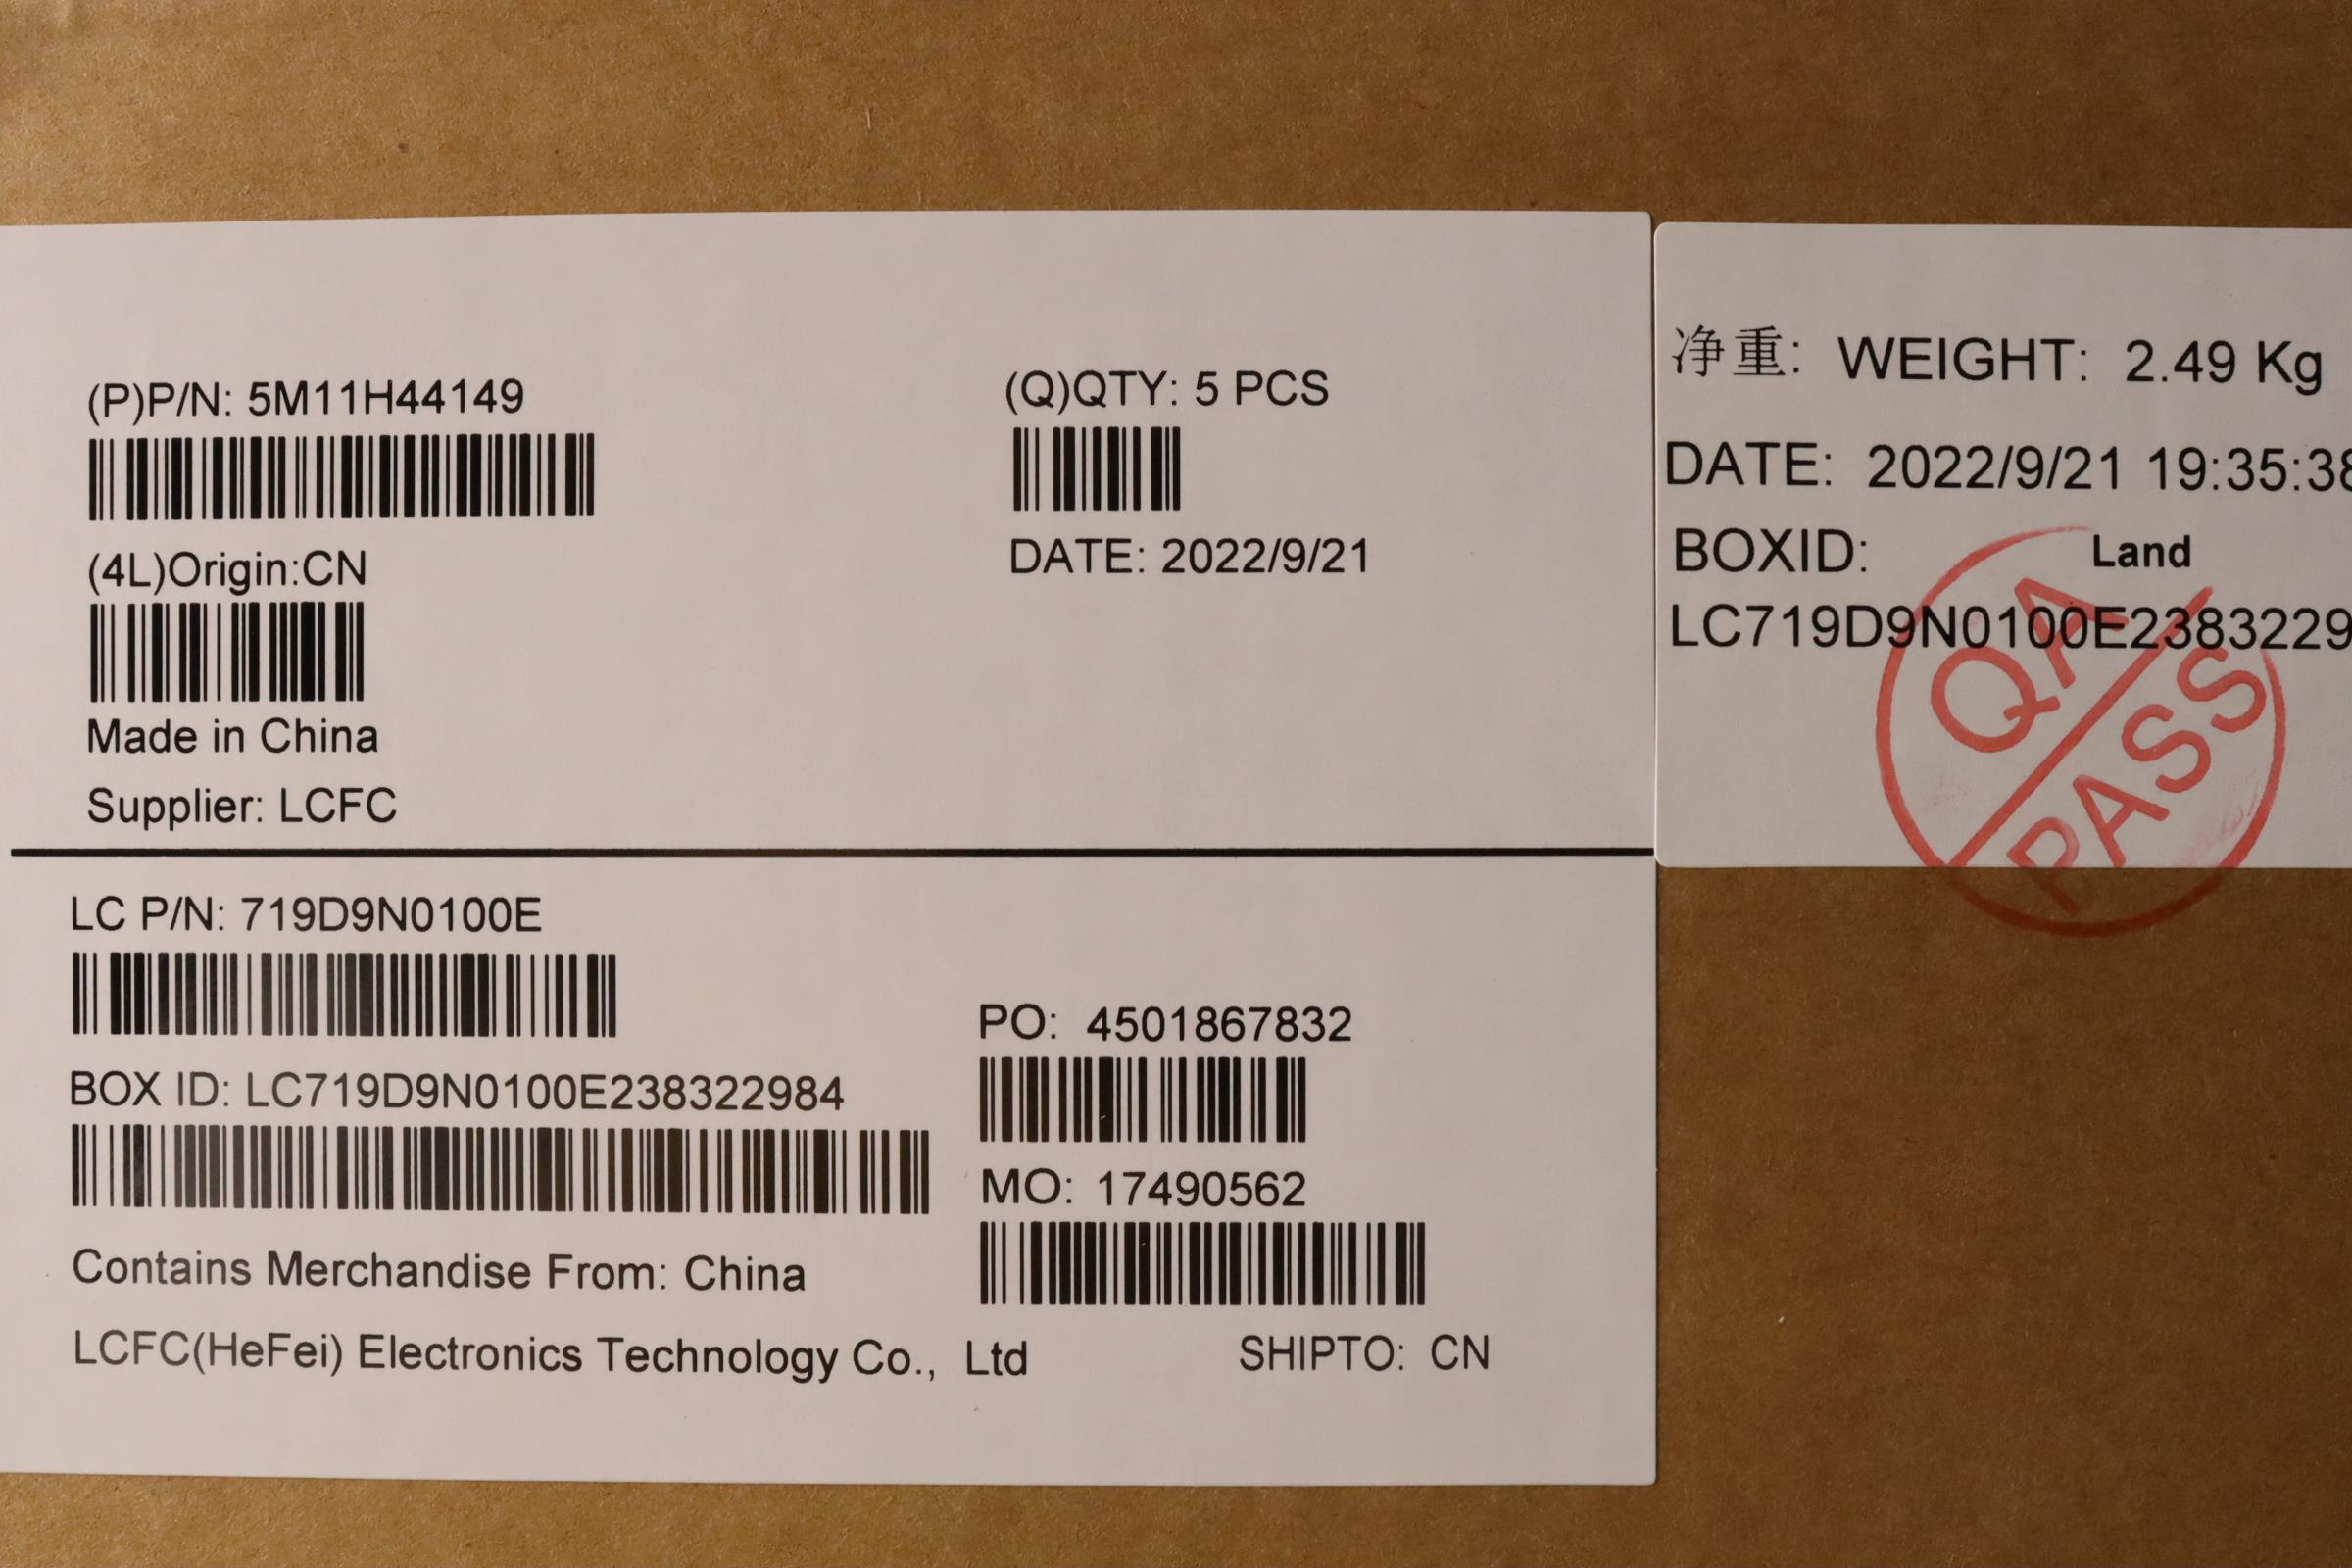 (P)P/N: 5M11H44149
(4L)Origin:CN
Made in China
Supplier: LCFC
(Q)QTY: 5 PCS
DATE: 2022/9/21
LC P/N: 719D9N0100E
BOX ID: LC719D9N0100E238322984
Contains Merchandise From: China
LCFC(HeFei) Electronics Technology Co., Ltd
PO: 4501867832
MO: 17490562
SHIPTO: CN
净重: WEIGHT: 2.49 Kg
DATE: 2022/9/21 19:35:38
BOXID: Land
LC719D9N0100E2383229
QA
PASS